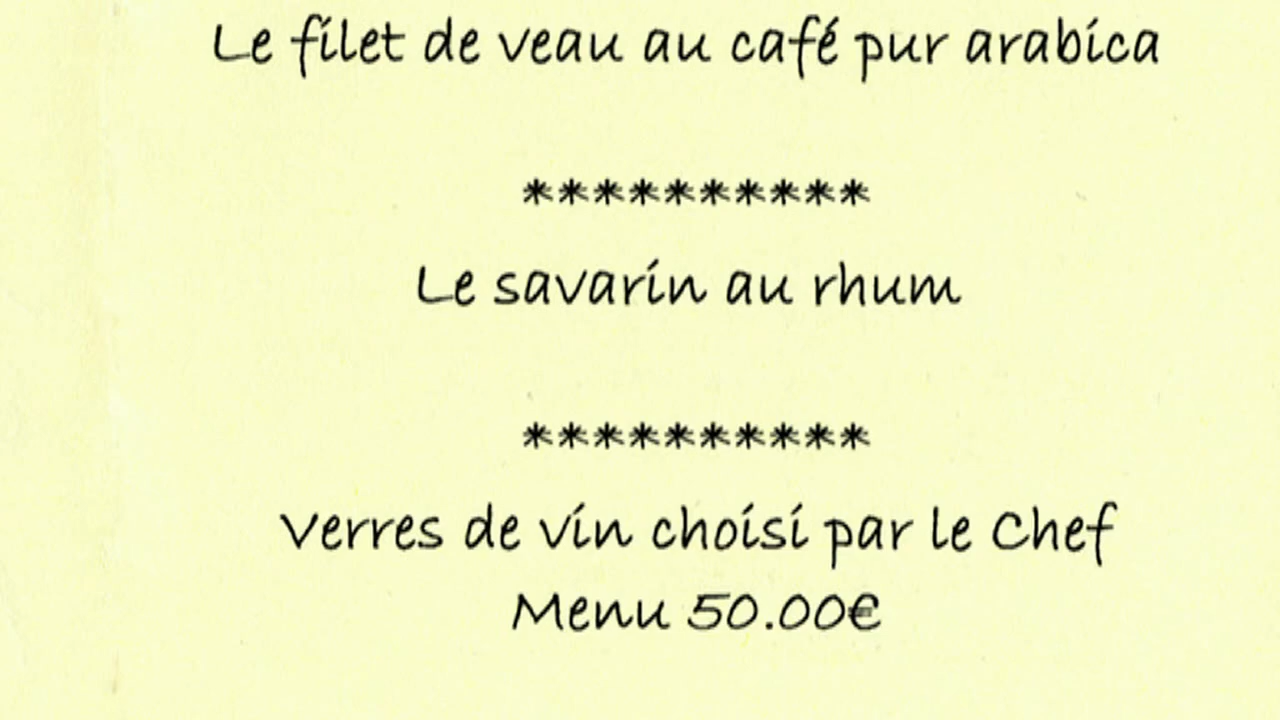 Le filet de veau au café pur arabica
**********
Le savarin au rhum
**********
Verres de vin choisi par le Chef
Menu 50.00€